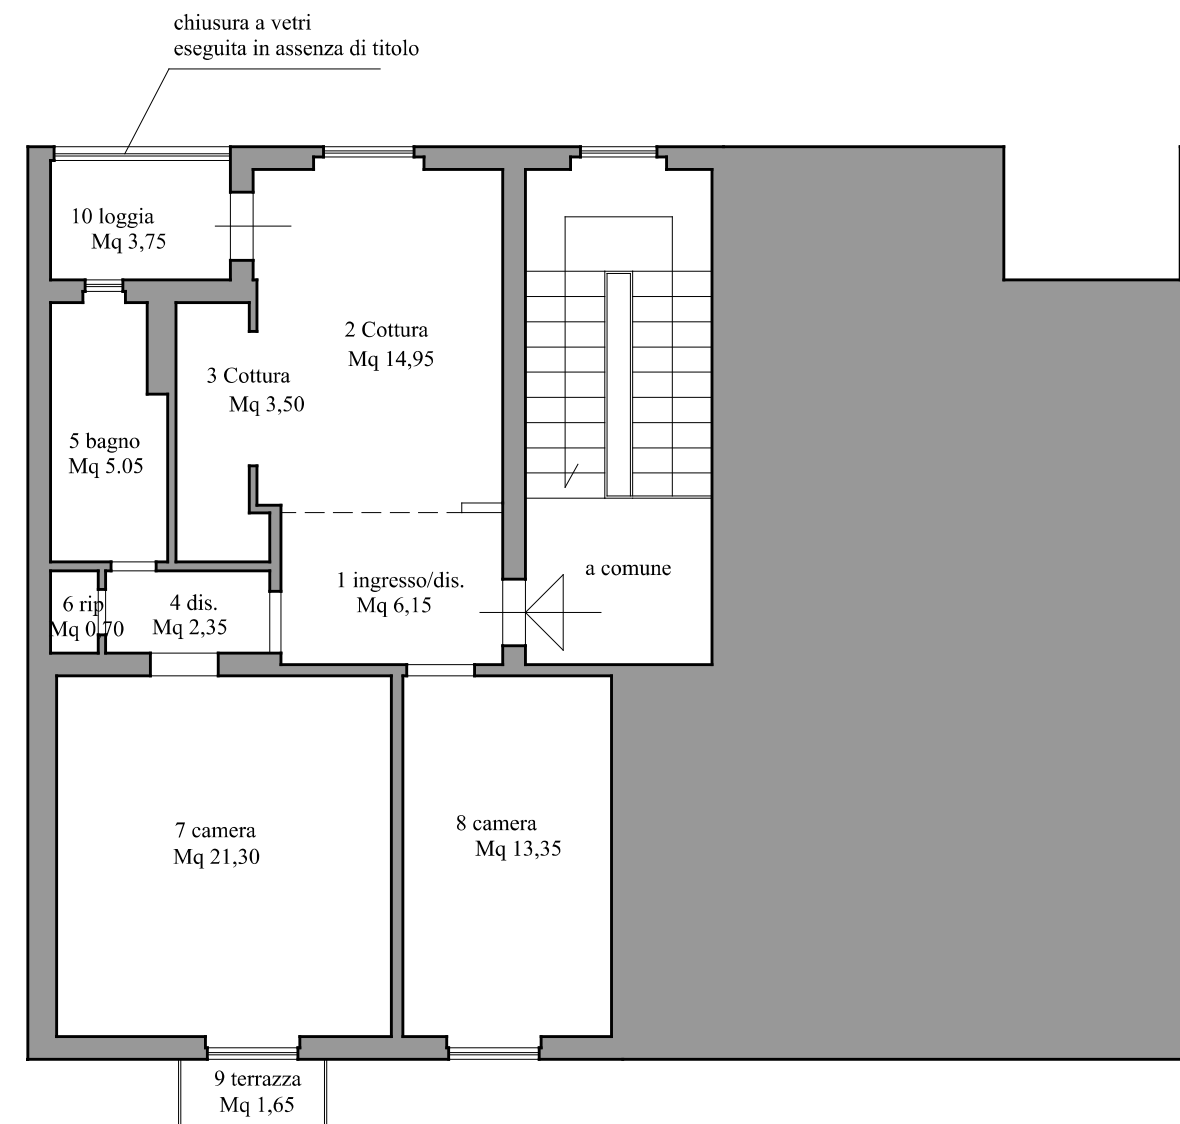 chiusura a vetri
eseguita in assenza di titolo
10 loggia
Mq 3,75
2 Cottura
Mq 14,95
3 Cottura
Mq 3,50
5 bagno
Mq 5.05
1 ingresso/dis.
Mq 6,15
a comune
6 rip
Mq 0,70
4 dis.
Mq 2,35
7 camera
Mq 21,30
8 camera
Mq 13,35
9 terrazza
Mq 1,65